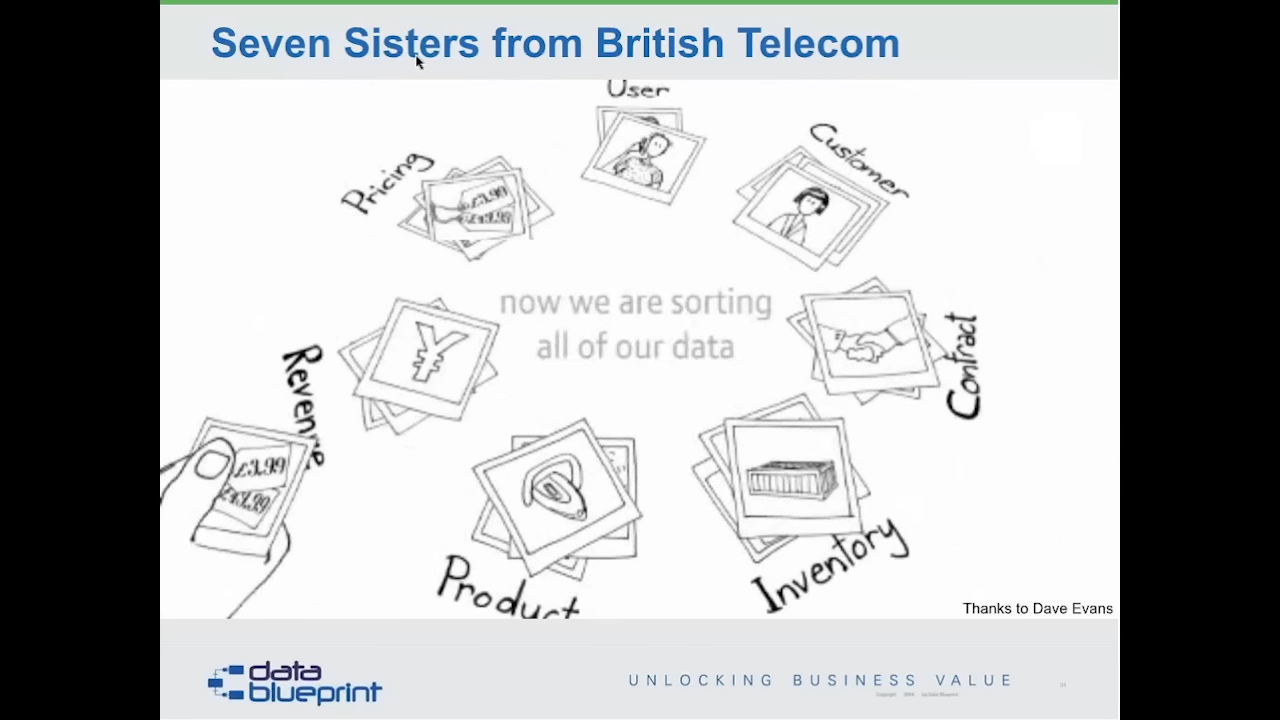 Seven Sisters from British Telecom
User
Customer
Pricing
now we are sorting
all of our data
Contract
Revenue
£3.99
Inventory
Product
Thanks to Dave Evans
data
blueprint
UNLOCKING BUSINESS VALUE